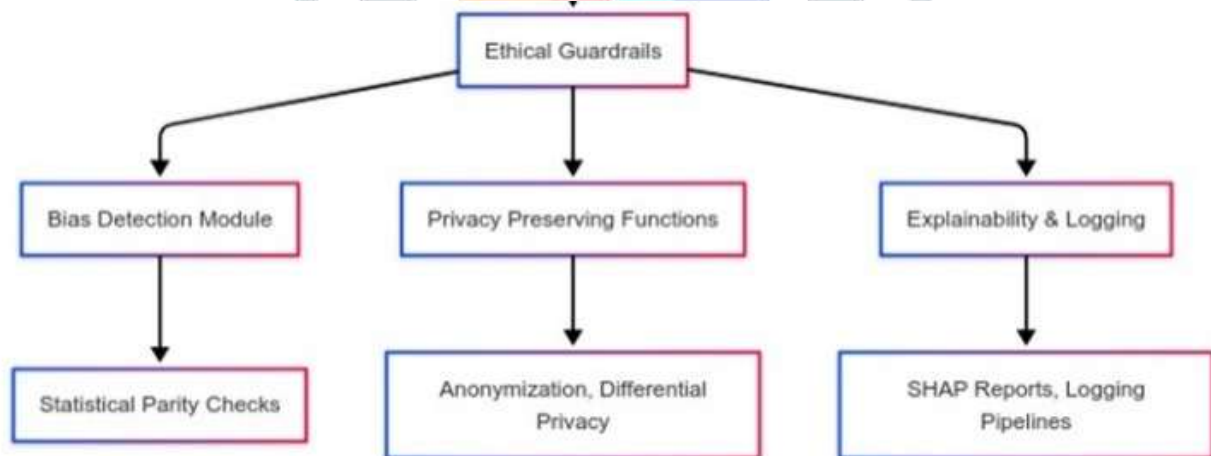 Ethical Guardrails
Bias Detection Module
Privacy Preserving Functions
Explainability & Logging
Statistical Parity Checks
Anonymization, Differential
Privacy
SHAP Reports, Logging
Pipelines